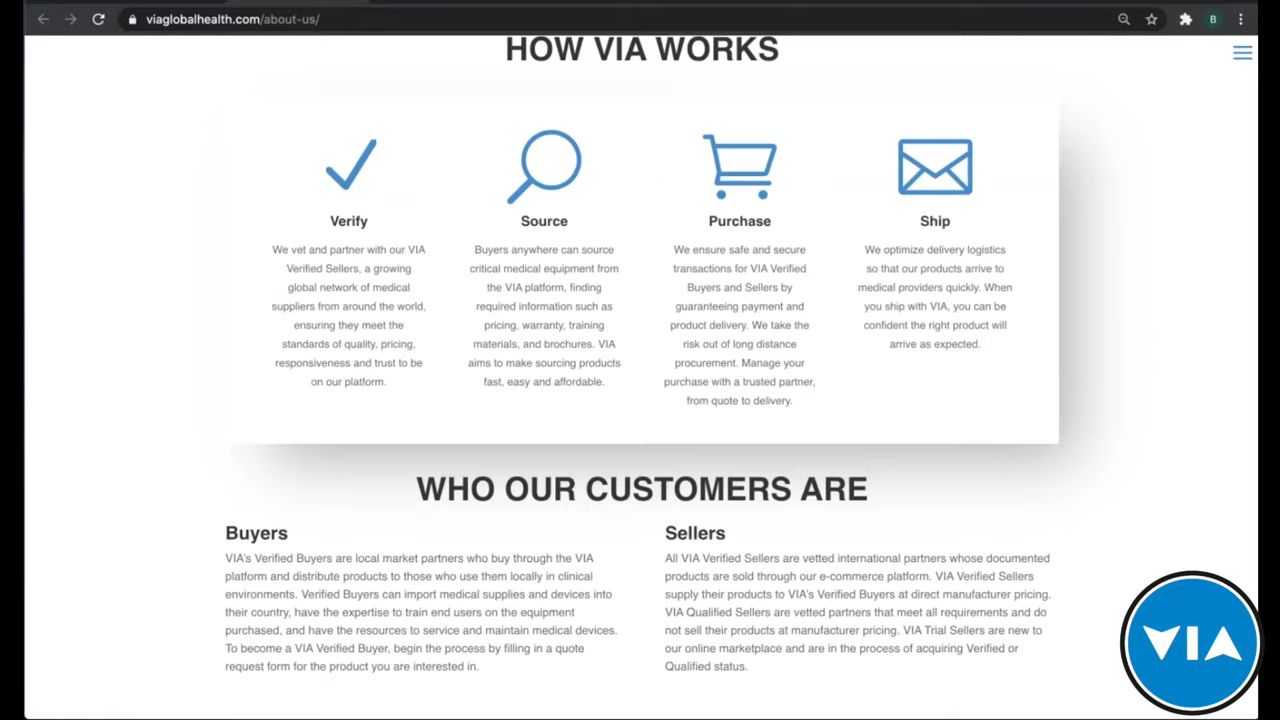 viaglobalhealth.com/about-us/
B
HOW VIA WORKS
Verify
We vet and partner with our VIA
Verified Sellers, a growing
global network of medical
suppliers from around the world,
ensuring they meet the
standards of quality, pricing,
responsiveness and trust to be
on our platform.
Source
Buyers anywhere can source
critical medical equipment from
the VIA platform, finding
required information such as
pricing, warranty, training
materials, and brochures. VIA
aims to make sourcing products
fast, easy and affordable.
Purchase
We ensure safe and secure
transactions for VIA Verified
Buyers and Sellers by
guaranteeing payment and
product delivery. We take the
risk out of long distance
procurement. Manage your
purchase with a trusted partner,
from quote to delivery.
Ship
We optimize delivery logistics
so that our products arrive to
medical providers quickly. When
you ship with VIA, you can be
confident the right product will
arrive as expected.
WHO OUR CUSTOMERS ARE
Buyers
VIA's Verified Buyers are local market partners who buy through the VIA
platform and distribute products to those who use them locally in clinical
environments. Verified Buyers can import medical supplies and devices into
their country, have the expertise to train end users on the equipment
purchased, and have the resources to service and maintain medical devices.
To become a VIA Verified Buyer, begin the process by filling in a quote
request form for the product you are interested in.
Sellers
All VIA Verified Sellers are vetted international partners whose documented
products are sold through our e-commerce platform. VIA Verified Sellers
supply their products to VIA's Verified Buyers at direct manufacturer pricing.
VIA Qualified Sellers are vetted partners that meet all requirements and do
not sell their products at manufacturer pricing. VIA Trial Sellers are new to
our online marketplace and are in the process of acquiring Verified or
Qualified status.
VIA